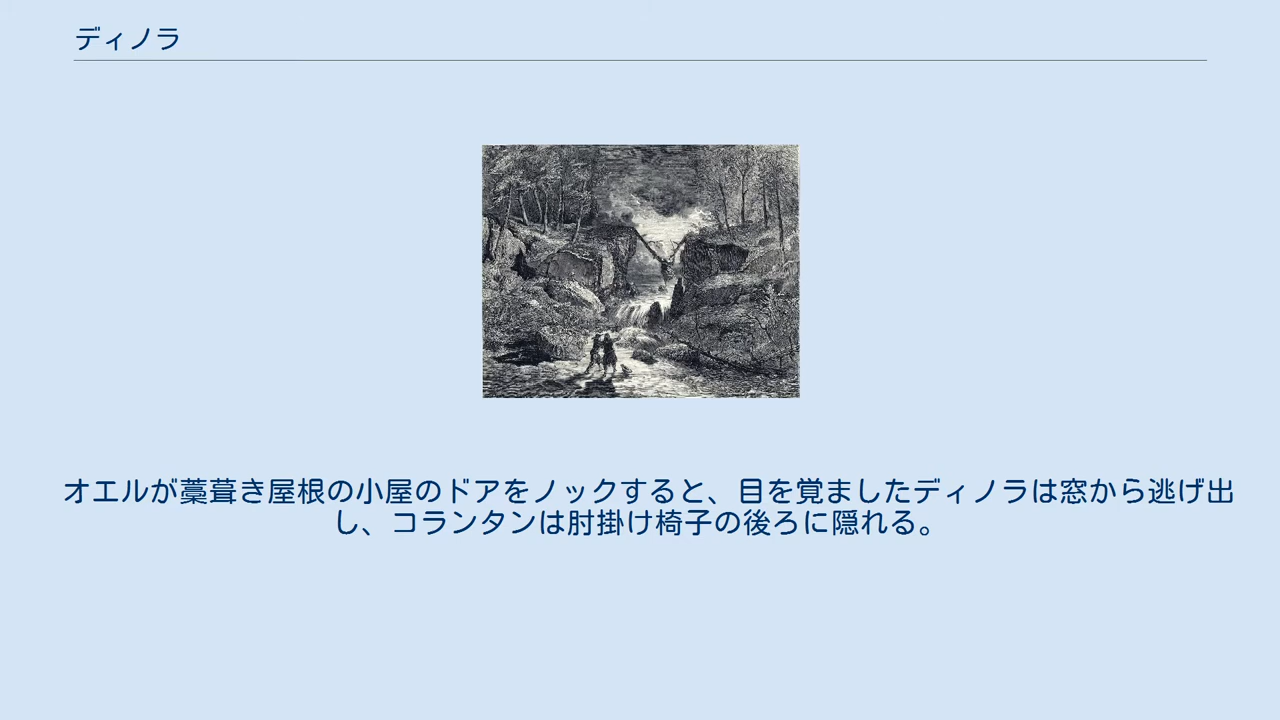 ディノラ
オエルが藁葺き屋根の小屋のドアをノックすると、目を覚ましたディノラは窓から逃げ出
し、コランタンは肘掛け椅子の後ろに隠れる。